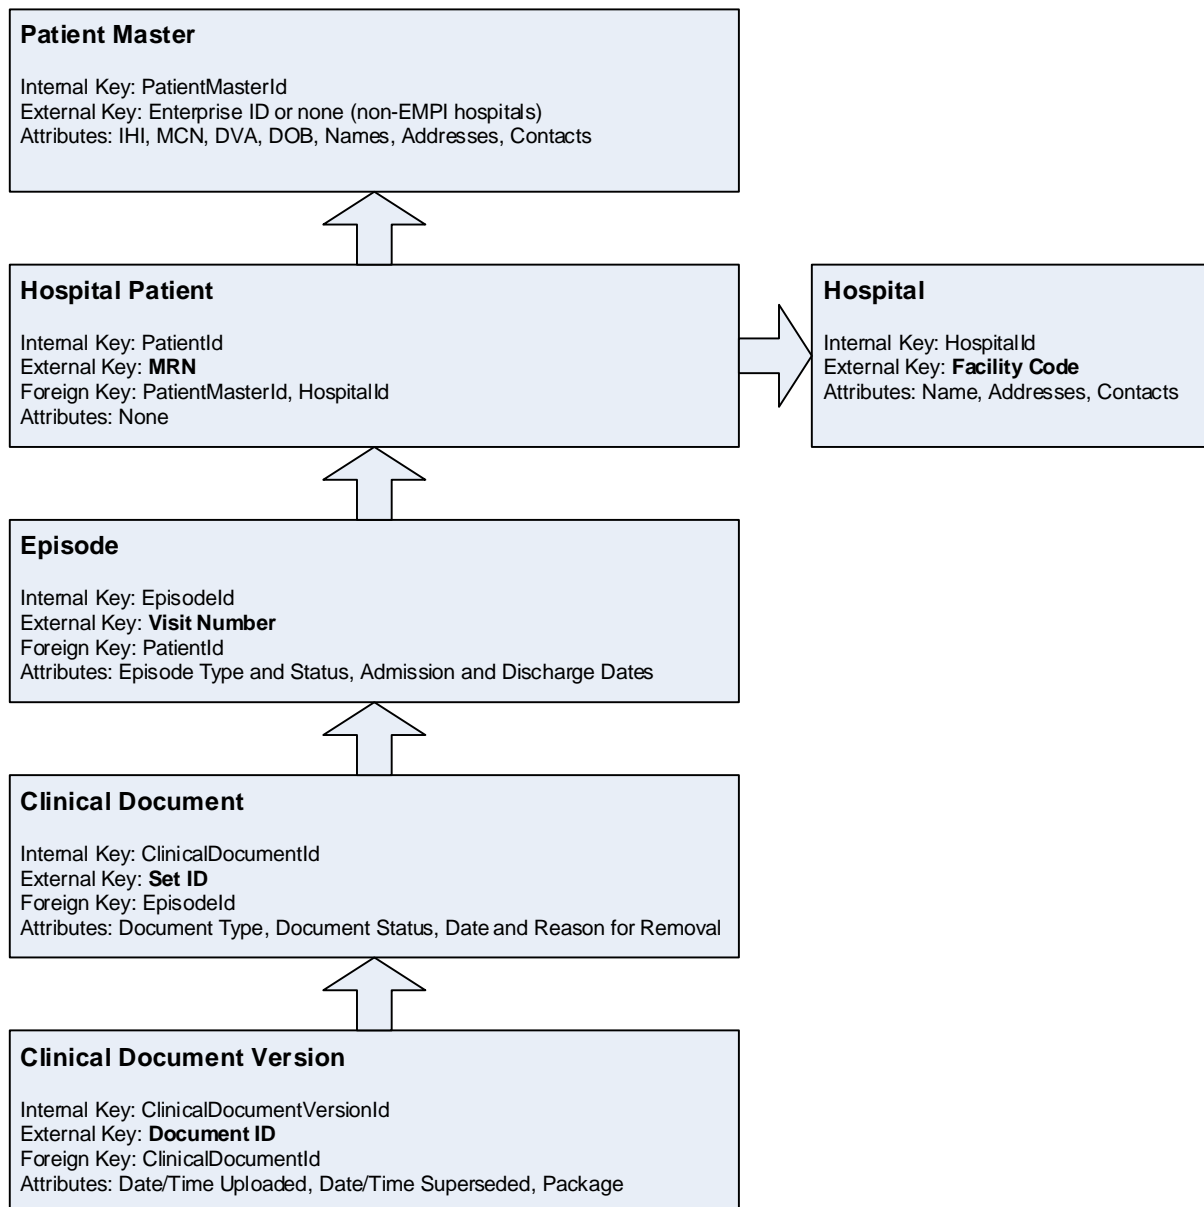 Patient Master
Internal Key: PatientMasterId
External Key: Enterprise ID or none (non-EMPI hospitals)
Attributes: IHI, MCN, DVA, DOB, Names, Addresses, Contacts
Hospital Patient
Internal Key: PatientId
External Key: MRN
Foreign Key: PatientMasterId, HospitalId
Attributes: None
Hospital
Internal Key: HospitalId
External Key: Facility Code
Attributes: Name, Addresses, Contacts
Episode
Internal Key: EpisodeId
External Key: Visit Number
Foreign Key: PatientId
Attributes: Episode Type and Status, Admission and Discharge Dates
Clinical Document
Internal Key: ClinicalDocumentId
External Key: Set ID
Foreign Key: EpisodeId
Attributes: Document Type, Document Status, Date and Reason for Removal
Clinical Document Version
Internal Key: ClinicalDocumentVersionId
External Key: Document ID
Foreign Key: ClinicalDocumentId
Attributes: Date/Time Uploaded, Date/Time Superseded, Package